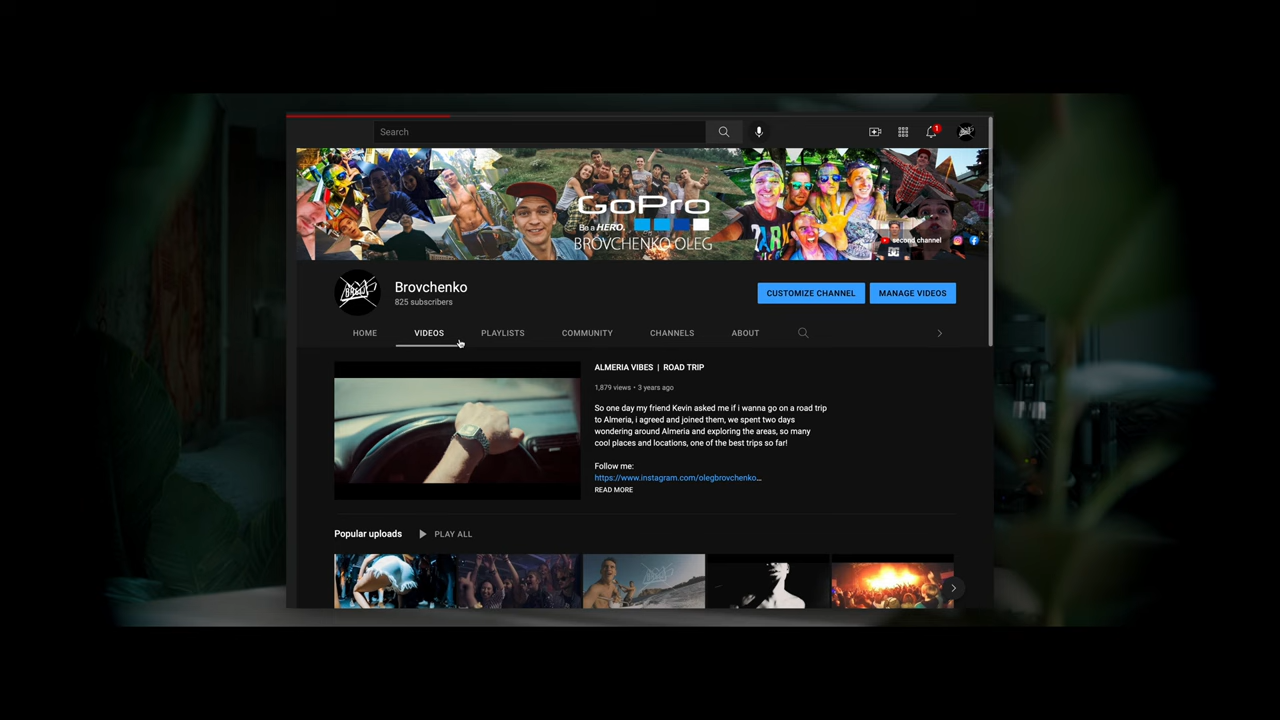 Search
1
GoPro
Be a HERO.
BROVCHENKO OLEG
second channel
Brovchenko
825 subscribers
CUSTOMIZE CHANNEL
MANAGE VIDEOS
HOME
VIDEOS
PLAYLISTS
COMMUNITY
CHANNELS
ABOUT
ALMERIA VIBES | ROAD TRIP
1,879 views • 3 years ago
So one day my friend Kevin asked me if i wanna go on a road trip
to Almeria, i agreed and joined them, we spent two days
wondering around Almeria and exploring the areas, so many
cool places and locations, one of the best trips so far!
Follow me:
https://www.instagram.com/olegbrovchenko...
READ MORE
Popular uploads
PLAY ALL